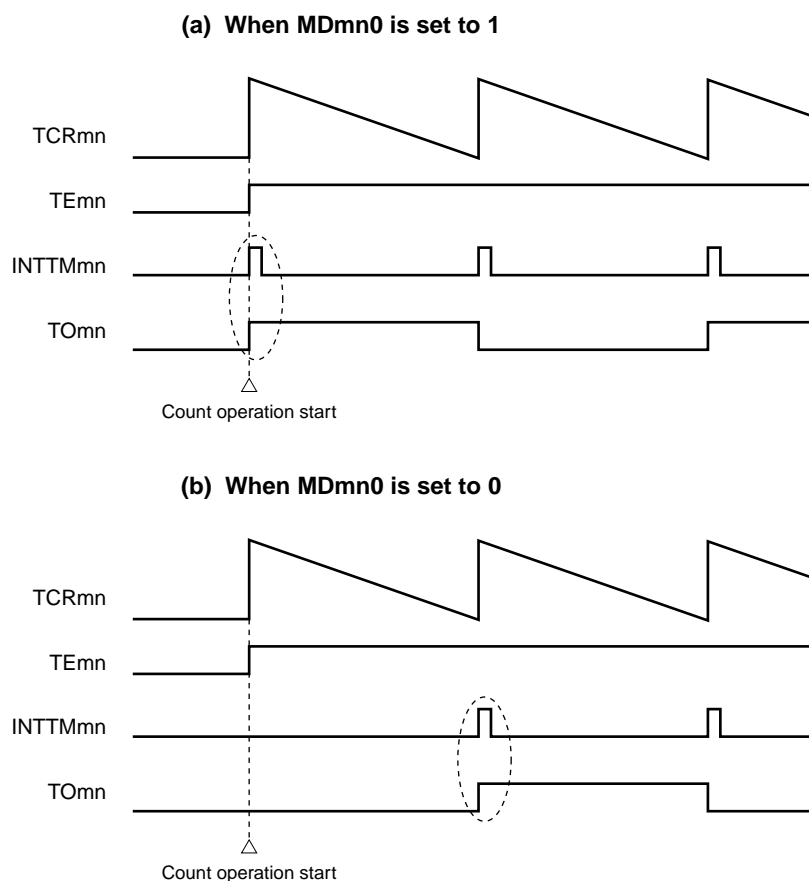 (a) When MDmn0 is set to 1
TCRmn
TEmn
INTTMmn
TOmn
Count operation start
(b) When MDmn0 is set to 0
TCRmn
TEmn
INTTMmn
TOmn
Count operation start